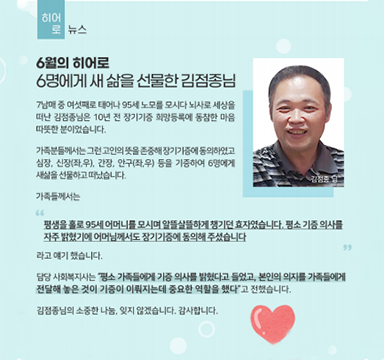 히어로 뉴스
6월의 히어로
6명에게 새 삶을 선물한 김점종님
7남매 중 여섯째로 태어나 95세 노모를 모시다 뇌사로 세상을
떠난 김점종님은 10년 전 장기기증 희망등록에 동참한 마음
따뜻한 분이었습니다.
가족분들께서는 그런 고인의 뜻을 존중해 장기기증에 동의하였고
심장, 신장(좌,우), 간장, 안구(좌,우) 등을 기증하여 6명에게
새삶을 선물하고 떠났습니다.
가족들께서는
“
평생을 홀로 95세 어머니를 모시며 알뜰살뜰하게 챙기던 효자였습니다. 평소 기증 의사를
자주 밝혔기에 어머님께서도 장기기증에 동의해 주셨습니다
”
라고 얘기 했습니다.
담당 사회복지사는 “평소 가족들에게 기증 의사를 밝혔다고 들었고, 본인의 의지를 가족들에게
전달해 놓은 것이 기증이 이뤄지는데 중요한 역할을 했다”고 전했습니다.
김점종님의 소중한 나눔, 잊지 않겠습니다. 감사합니다.
김점종 님